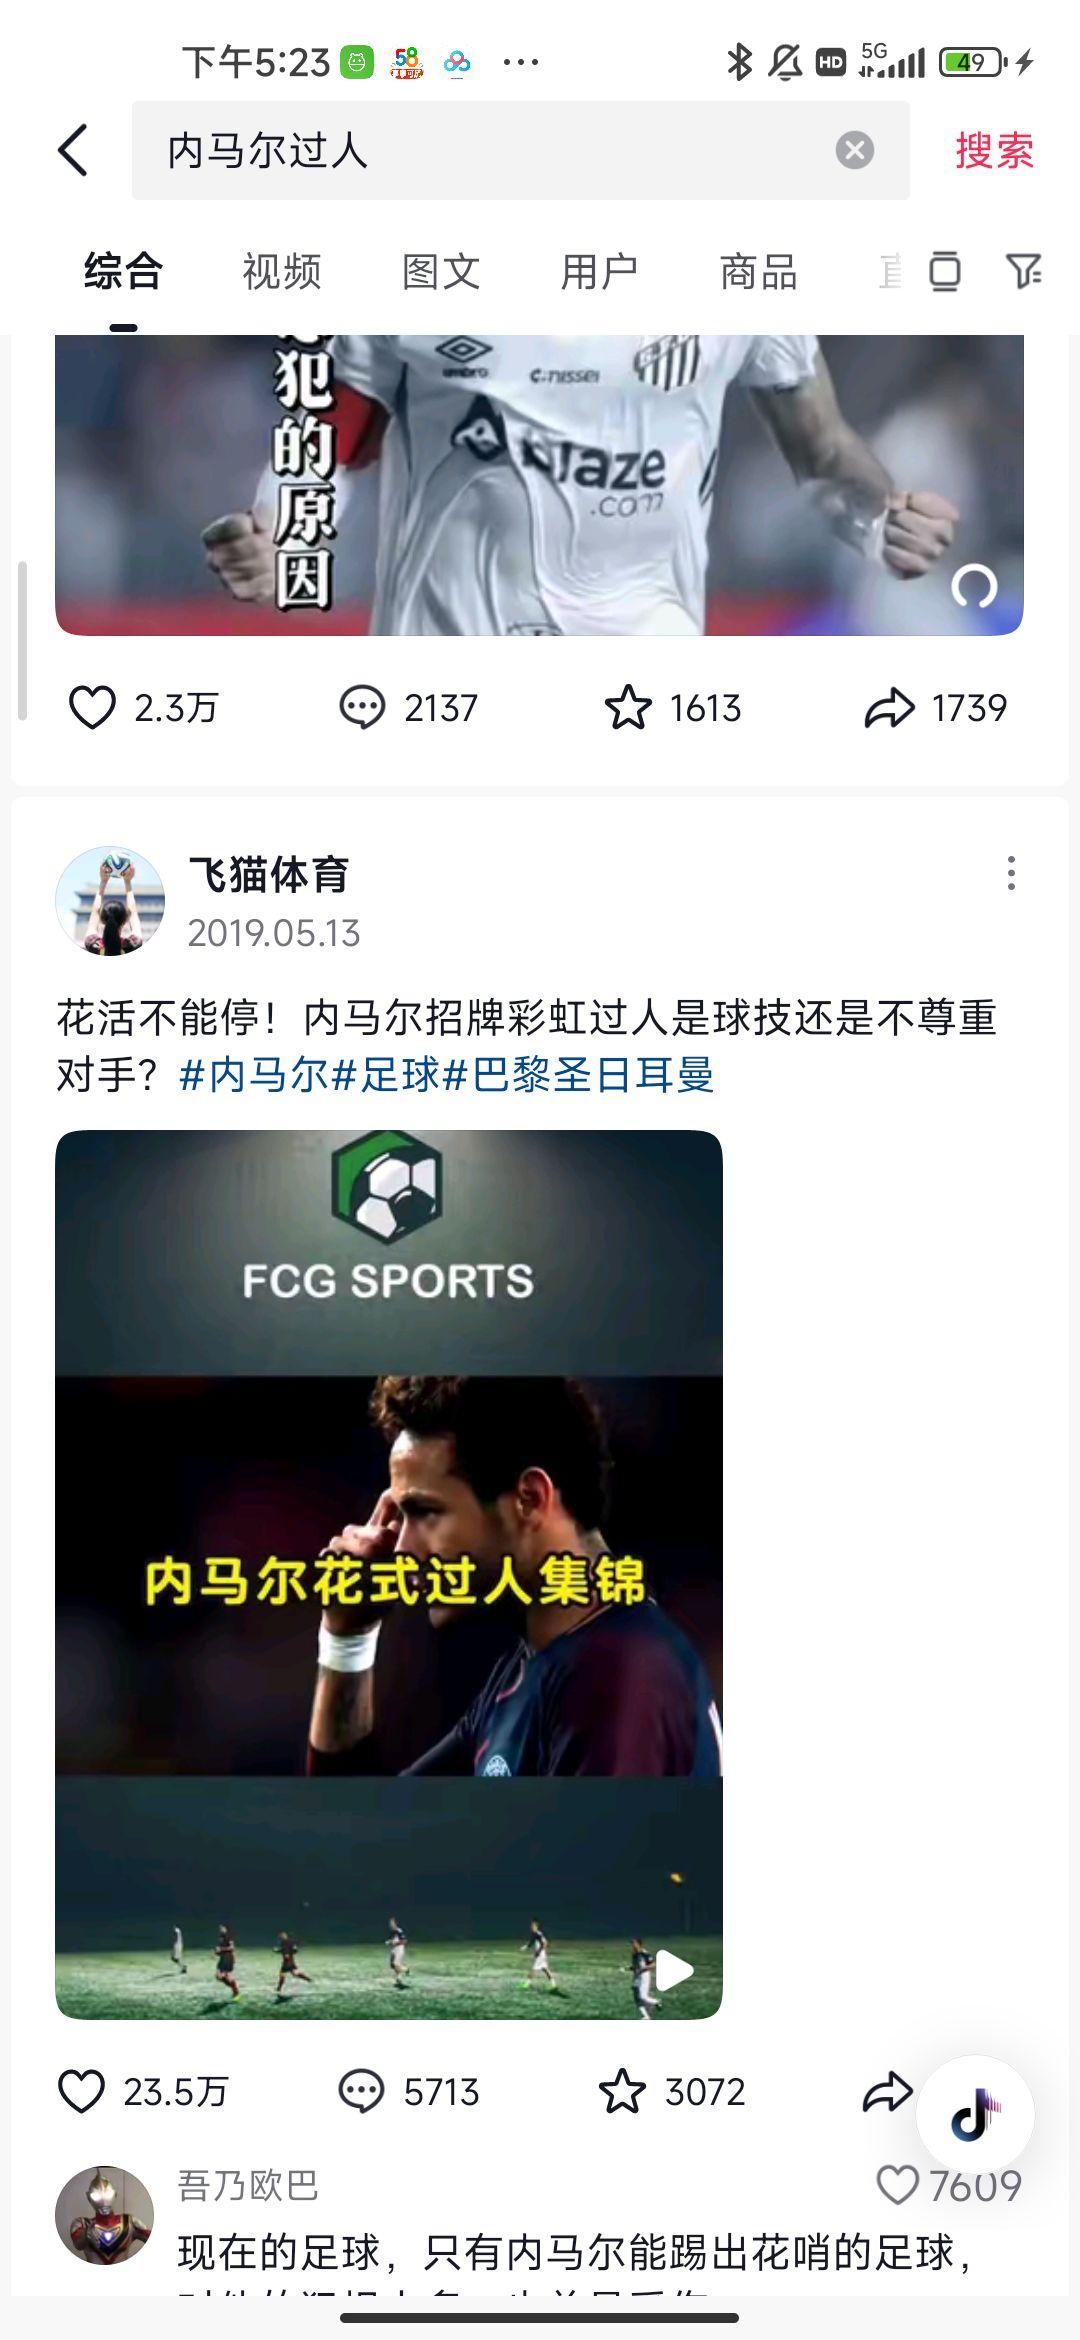 下午5:23
HD
5G
49
内马尔过人
搜索
综合
视频
图文
用户
商品
犯的原因
umbro
blaze
.com
2.3万
2137
1613
1739
飞猫体育
2019.05.13
花活不能停！内马尔招牌彩虹过人是球技还是不尊重
对手？#内马尔#足球#巴黎圣日耳曼
FCG SPORTS
内马尔花式过人集锦
23.5万
5713
3072
吾乃欧巴
7609
现在的足球，只有内马尔能踢出花哨的足球，